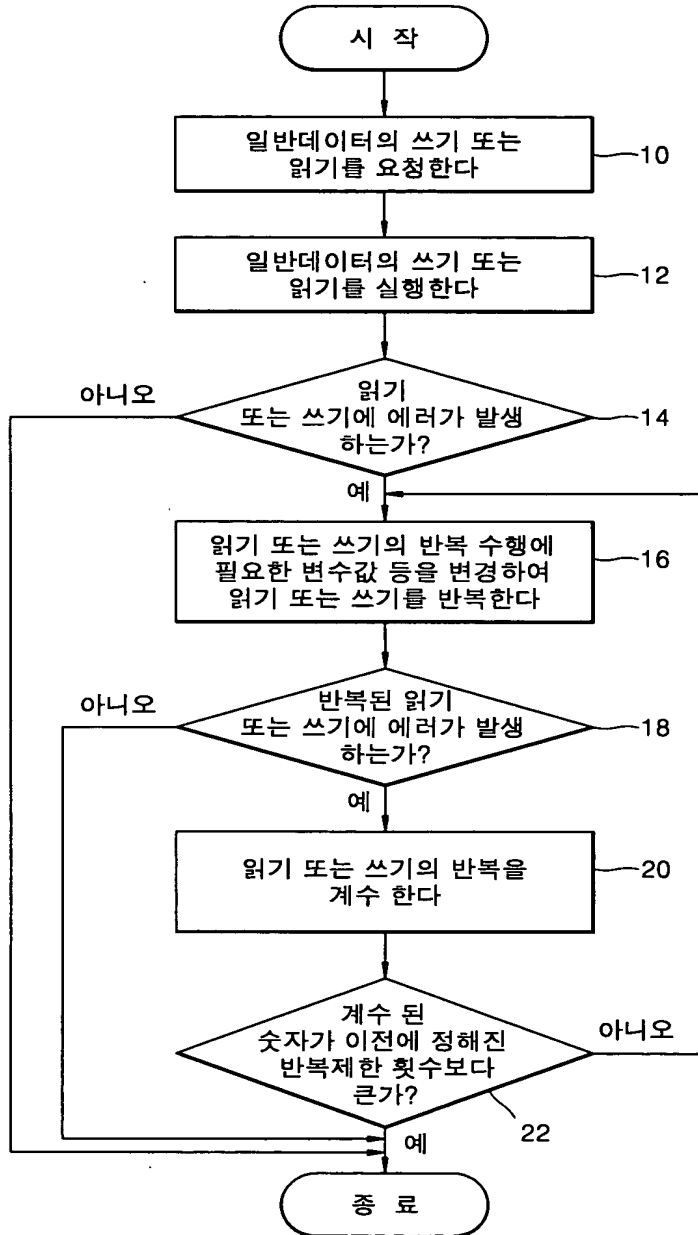 시 작
일반데이터의 쓰기 또는
읽기를 요청한다
10
일반데이터의 쓰기 또는
읽기를 실행한다
12
아니오
읽기
또는 쓰기에 에러가 발생
하는가?
14
예
읽기 또는 쓰기의 반복 수행에
필요한 변수값 등을 변경하여
읽기 또는 쓰기를 반복한다
16
아니오
반복된 읽기
또는 쓰기에 에러가 발생
하는가?
18
예
읽기 또는 쓰기의 반복을
계수 한다
20
계수 된
숫자가 이전에 정해진
반복제한 횟수보다
큰가?
아니오
22
예
종 료